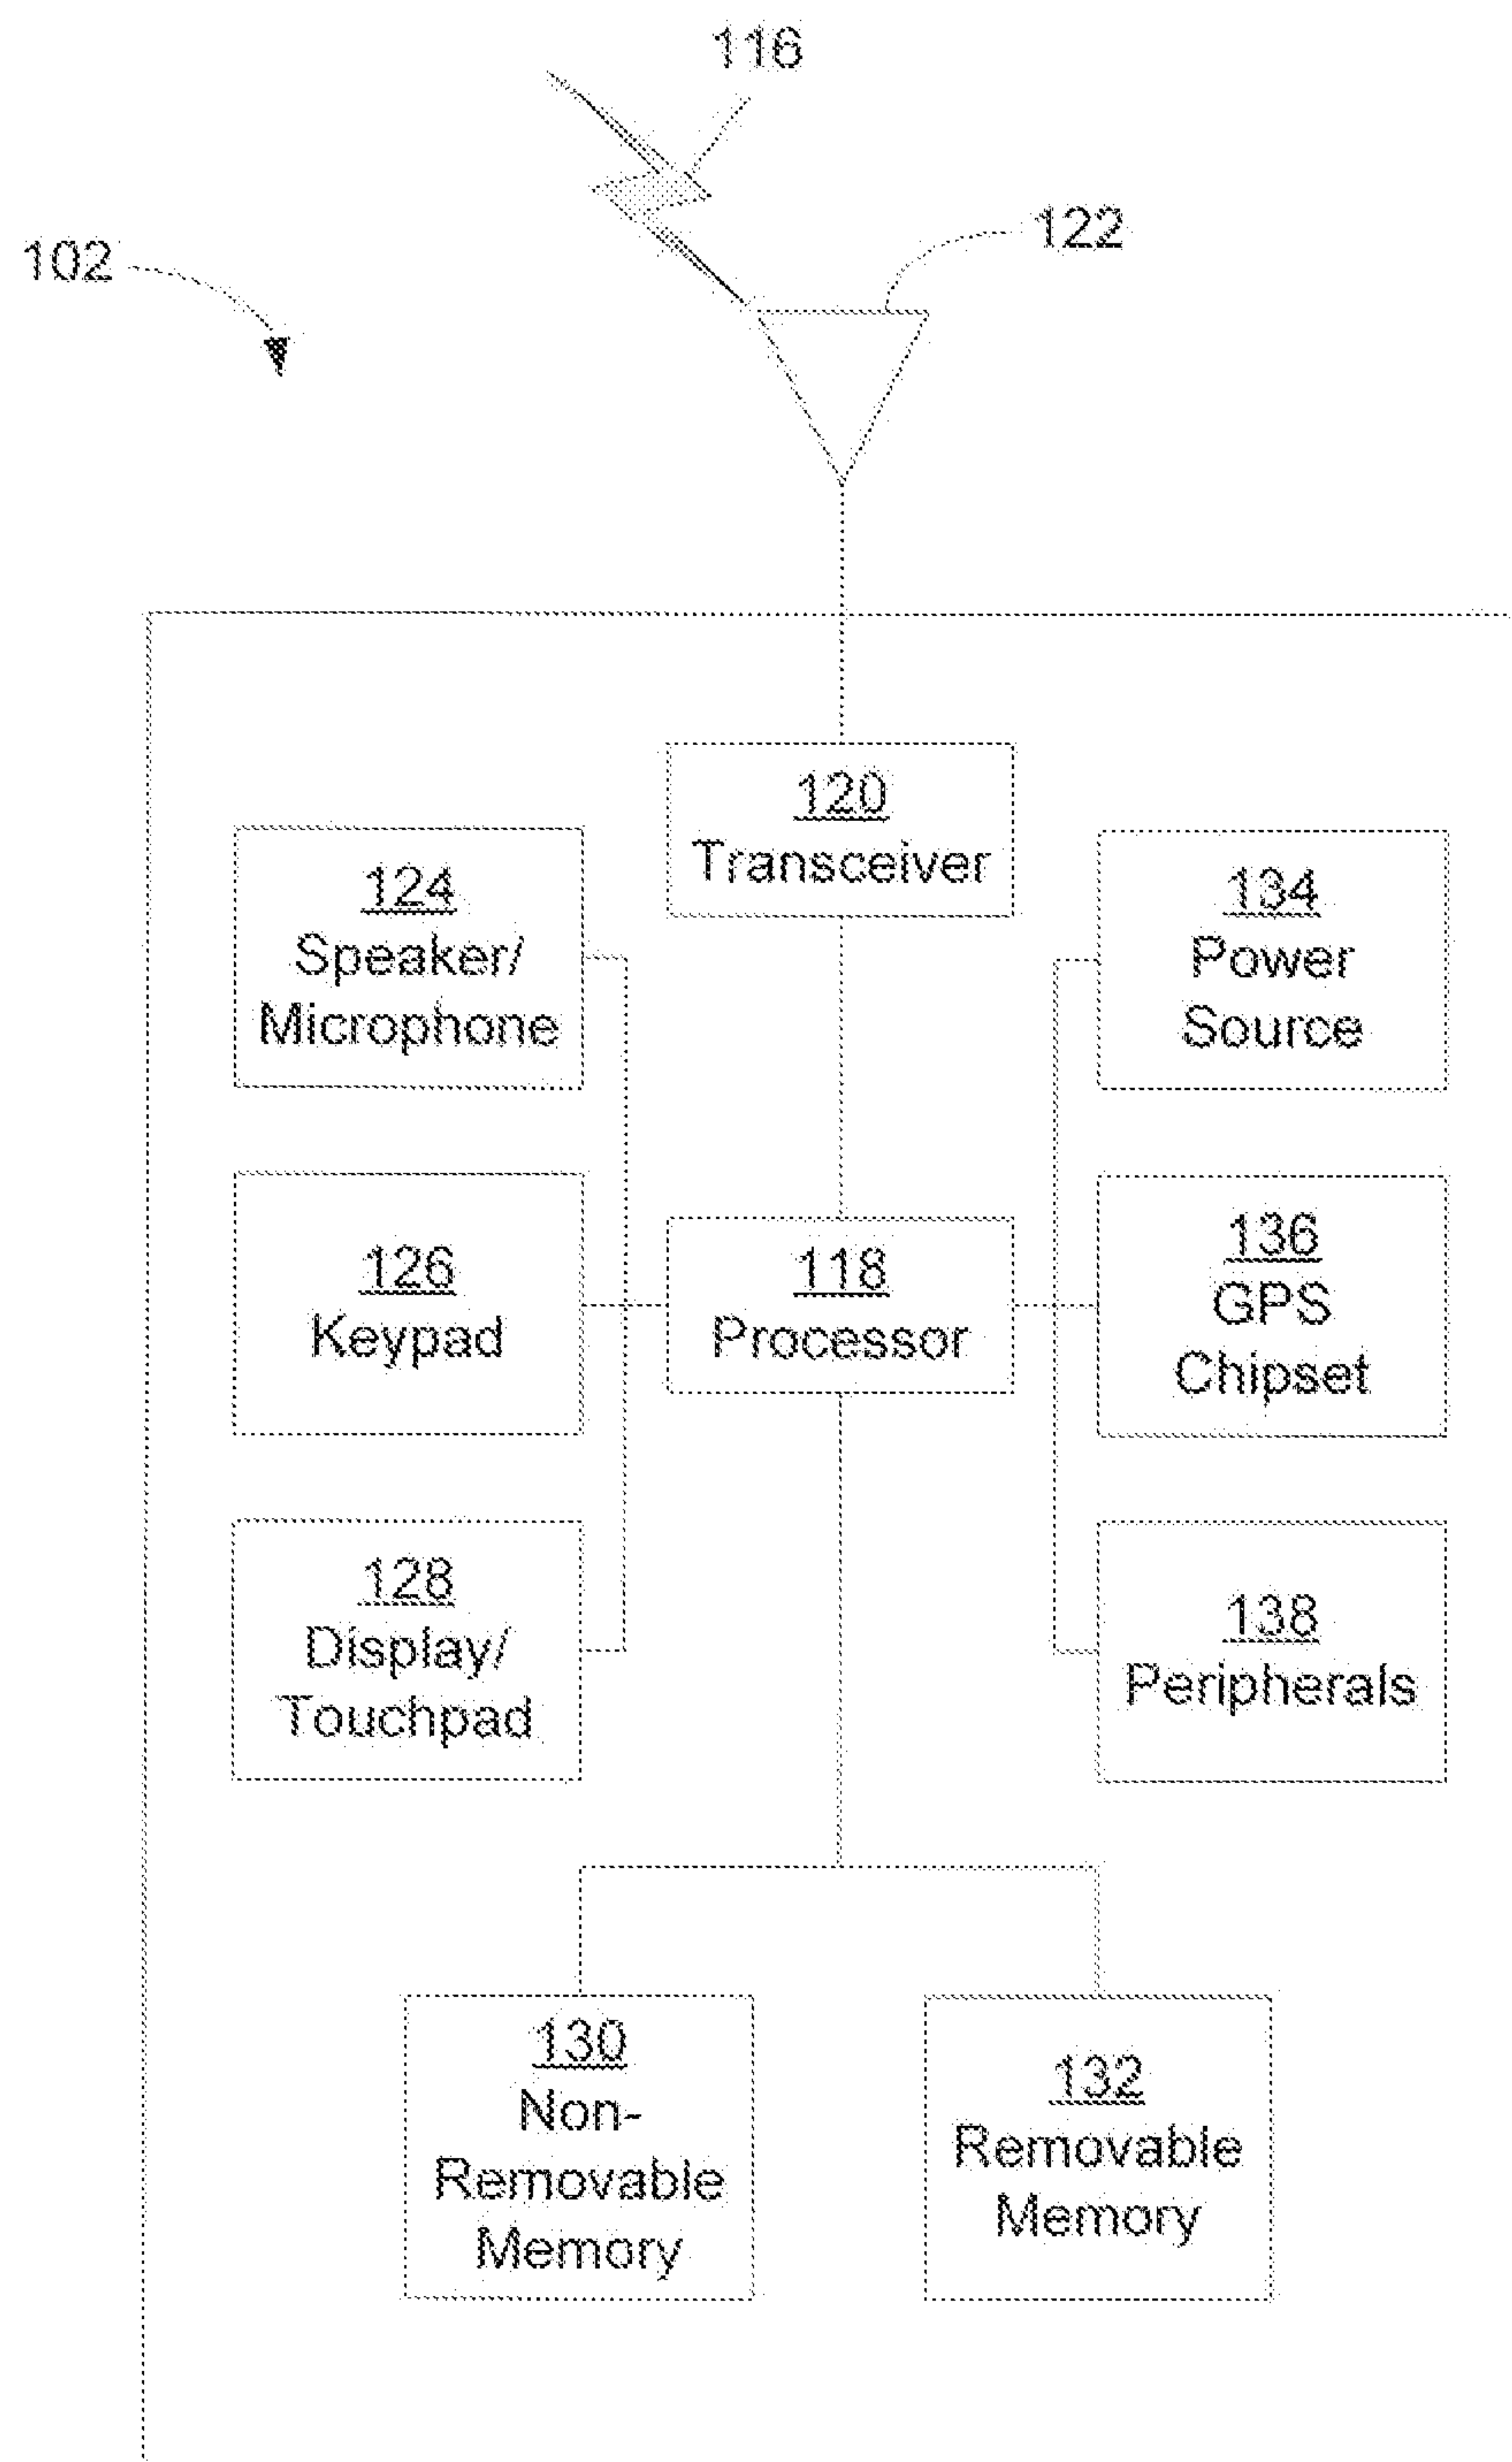 116
122
102
120
Transceiver
124
Speaker/
Microphone
134
Power
Source
126
Keypad
118
Processor
136
GPS
Chipset
128
Display/
Touchpad
138
Peripherals
130
Non-
Removable
Memory
132
Removable
Memory